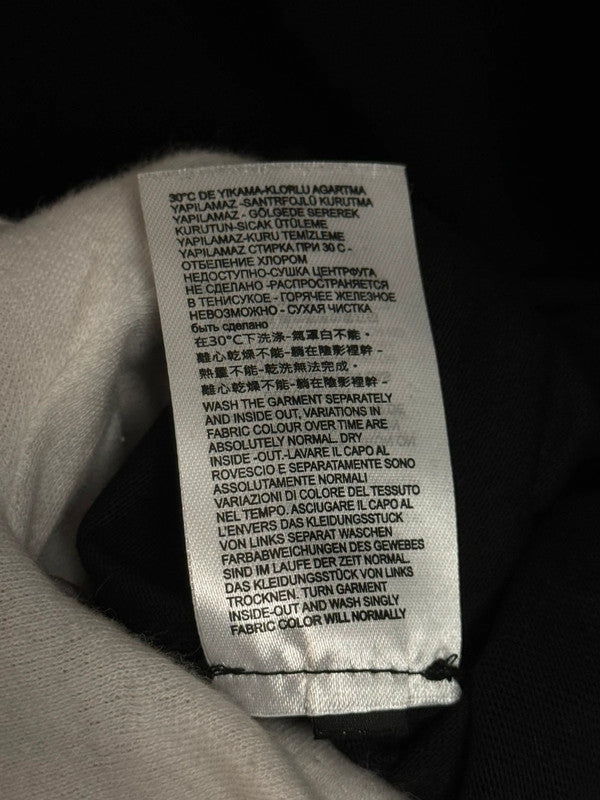 30°C DE YIKAMA-KLORLU AGARTMA
YAPILAMAZ -SANTRFOJLÜ KURUTMA
YAPILAMAZ - GÖLGEDE SEREREK
KURUTUN-SICAK ÜTÜLEME
YAPILAMAZ-KURU TEMİZLEME
YAPILAMAZ СТИРКА ПРИ 30 C -
ОТБЕЛЕНИЕ ХЛОРОМ
НЕДОСТУПНО-СУШКА ЦЕНТРФУГА
НЕ СДЕЛАНО -РАСПРОСТРАНЯЕТСЯ
В ТЕНИСУКОЕ - ГОРЯЧЕЕ ЖЕЛЕЗНОЕ
НЕВОЗМОЖНО - СУХАЯ ЧИСТКА
быть сделано
在30°C下洗滌-氣罩白不能・
離心乾燥不能-躺在陰影裡幹-
熱量不能-乾洗無法完成・
離心乾燥不能-躺在陰影裡幹-
WASH THE GARMENT SEPARATELY
AND INSIDE OUT, VARIATIONS IN
FABRIC COLOUR OVER TIME ARE
ABSOLUTELY NORMAL. DRY
INSIDE -OUT.-LAVARE IL CAPO AL
ROVESCIO E SEPARATAMENTE SONO
ASSOLUTAMENTE NORMALI
VARIAZIONI DI COLORE DEL TESSUTO
NEL TEMPO. ASCIUGARE IL CAPO AL
L'ENVERS DAS KLEIDUNGSSTÜCK
VON LINKS SEPARAT WASCHEN
FARBABWEICHUNGEN DES GEWEBES
SIND IM LAUFE DER ZEIT NORMAL.
DAS KLEIDUNGSSTÜCK VON LINKS
TROCKNEN. TURN GARMENT
INSIDE-OUT AND WASH SINGLY
FABRIC COLOR WILL NORMALLY